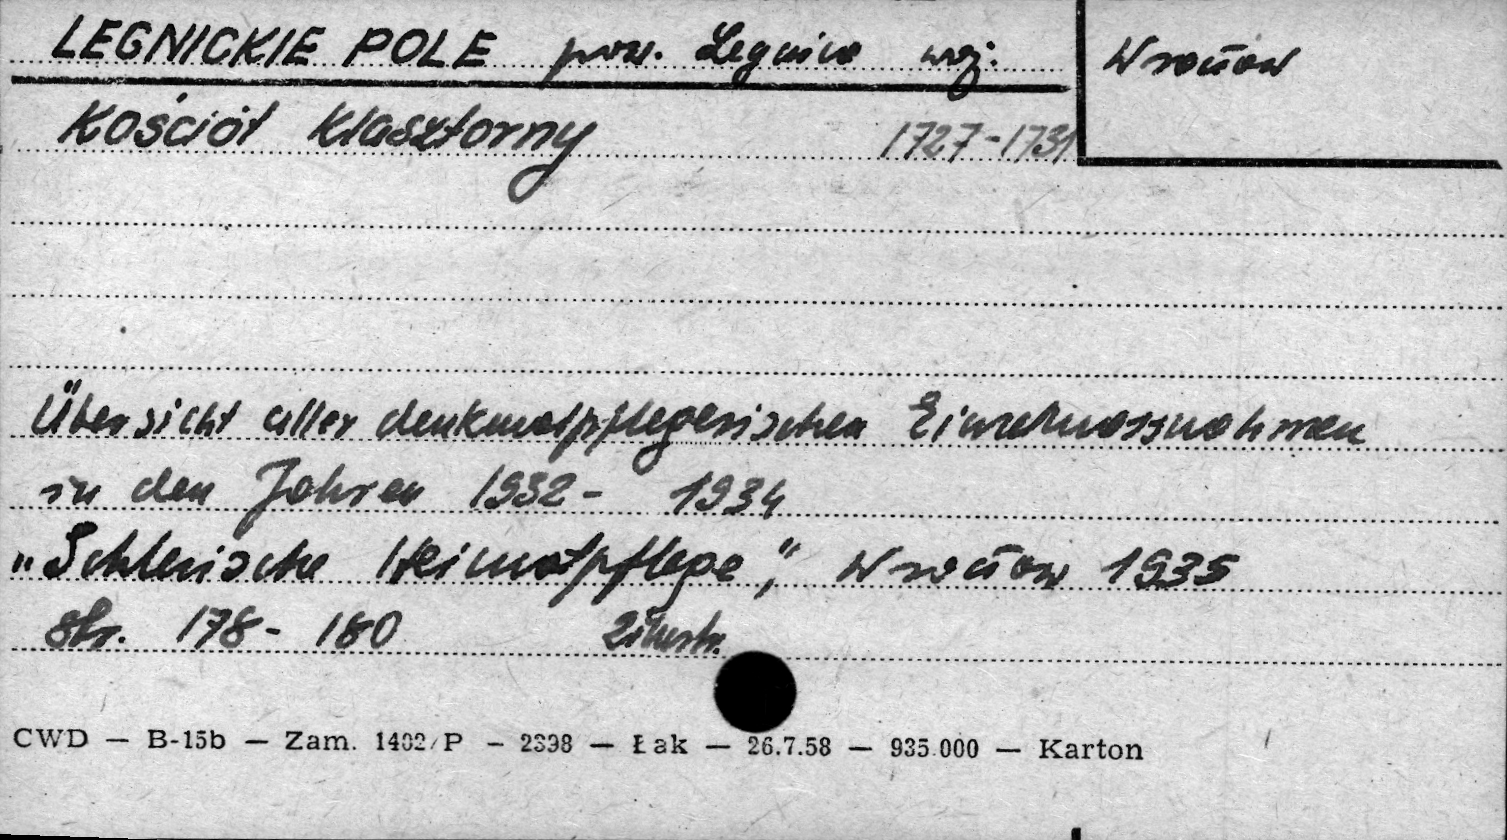 LEGNICKIE POLE pow. Legnica woj. Wrocław
Kościół Klasztorny 1727-1731
Übersicht aller denkmalpflegerischen Einzelmassnahmen
in den Jahren 1932- 1934
"Schlesische Heimatpflege", Wrocław 1935
str. 178-180 2 ilustr.
CWD — B-15b — Zam. 1402/P — 2398 — Łak — 26.7.58 — 935.000 — Karton